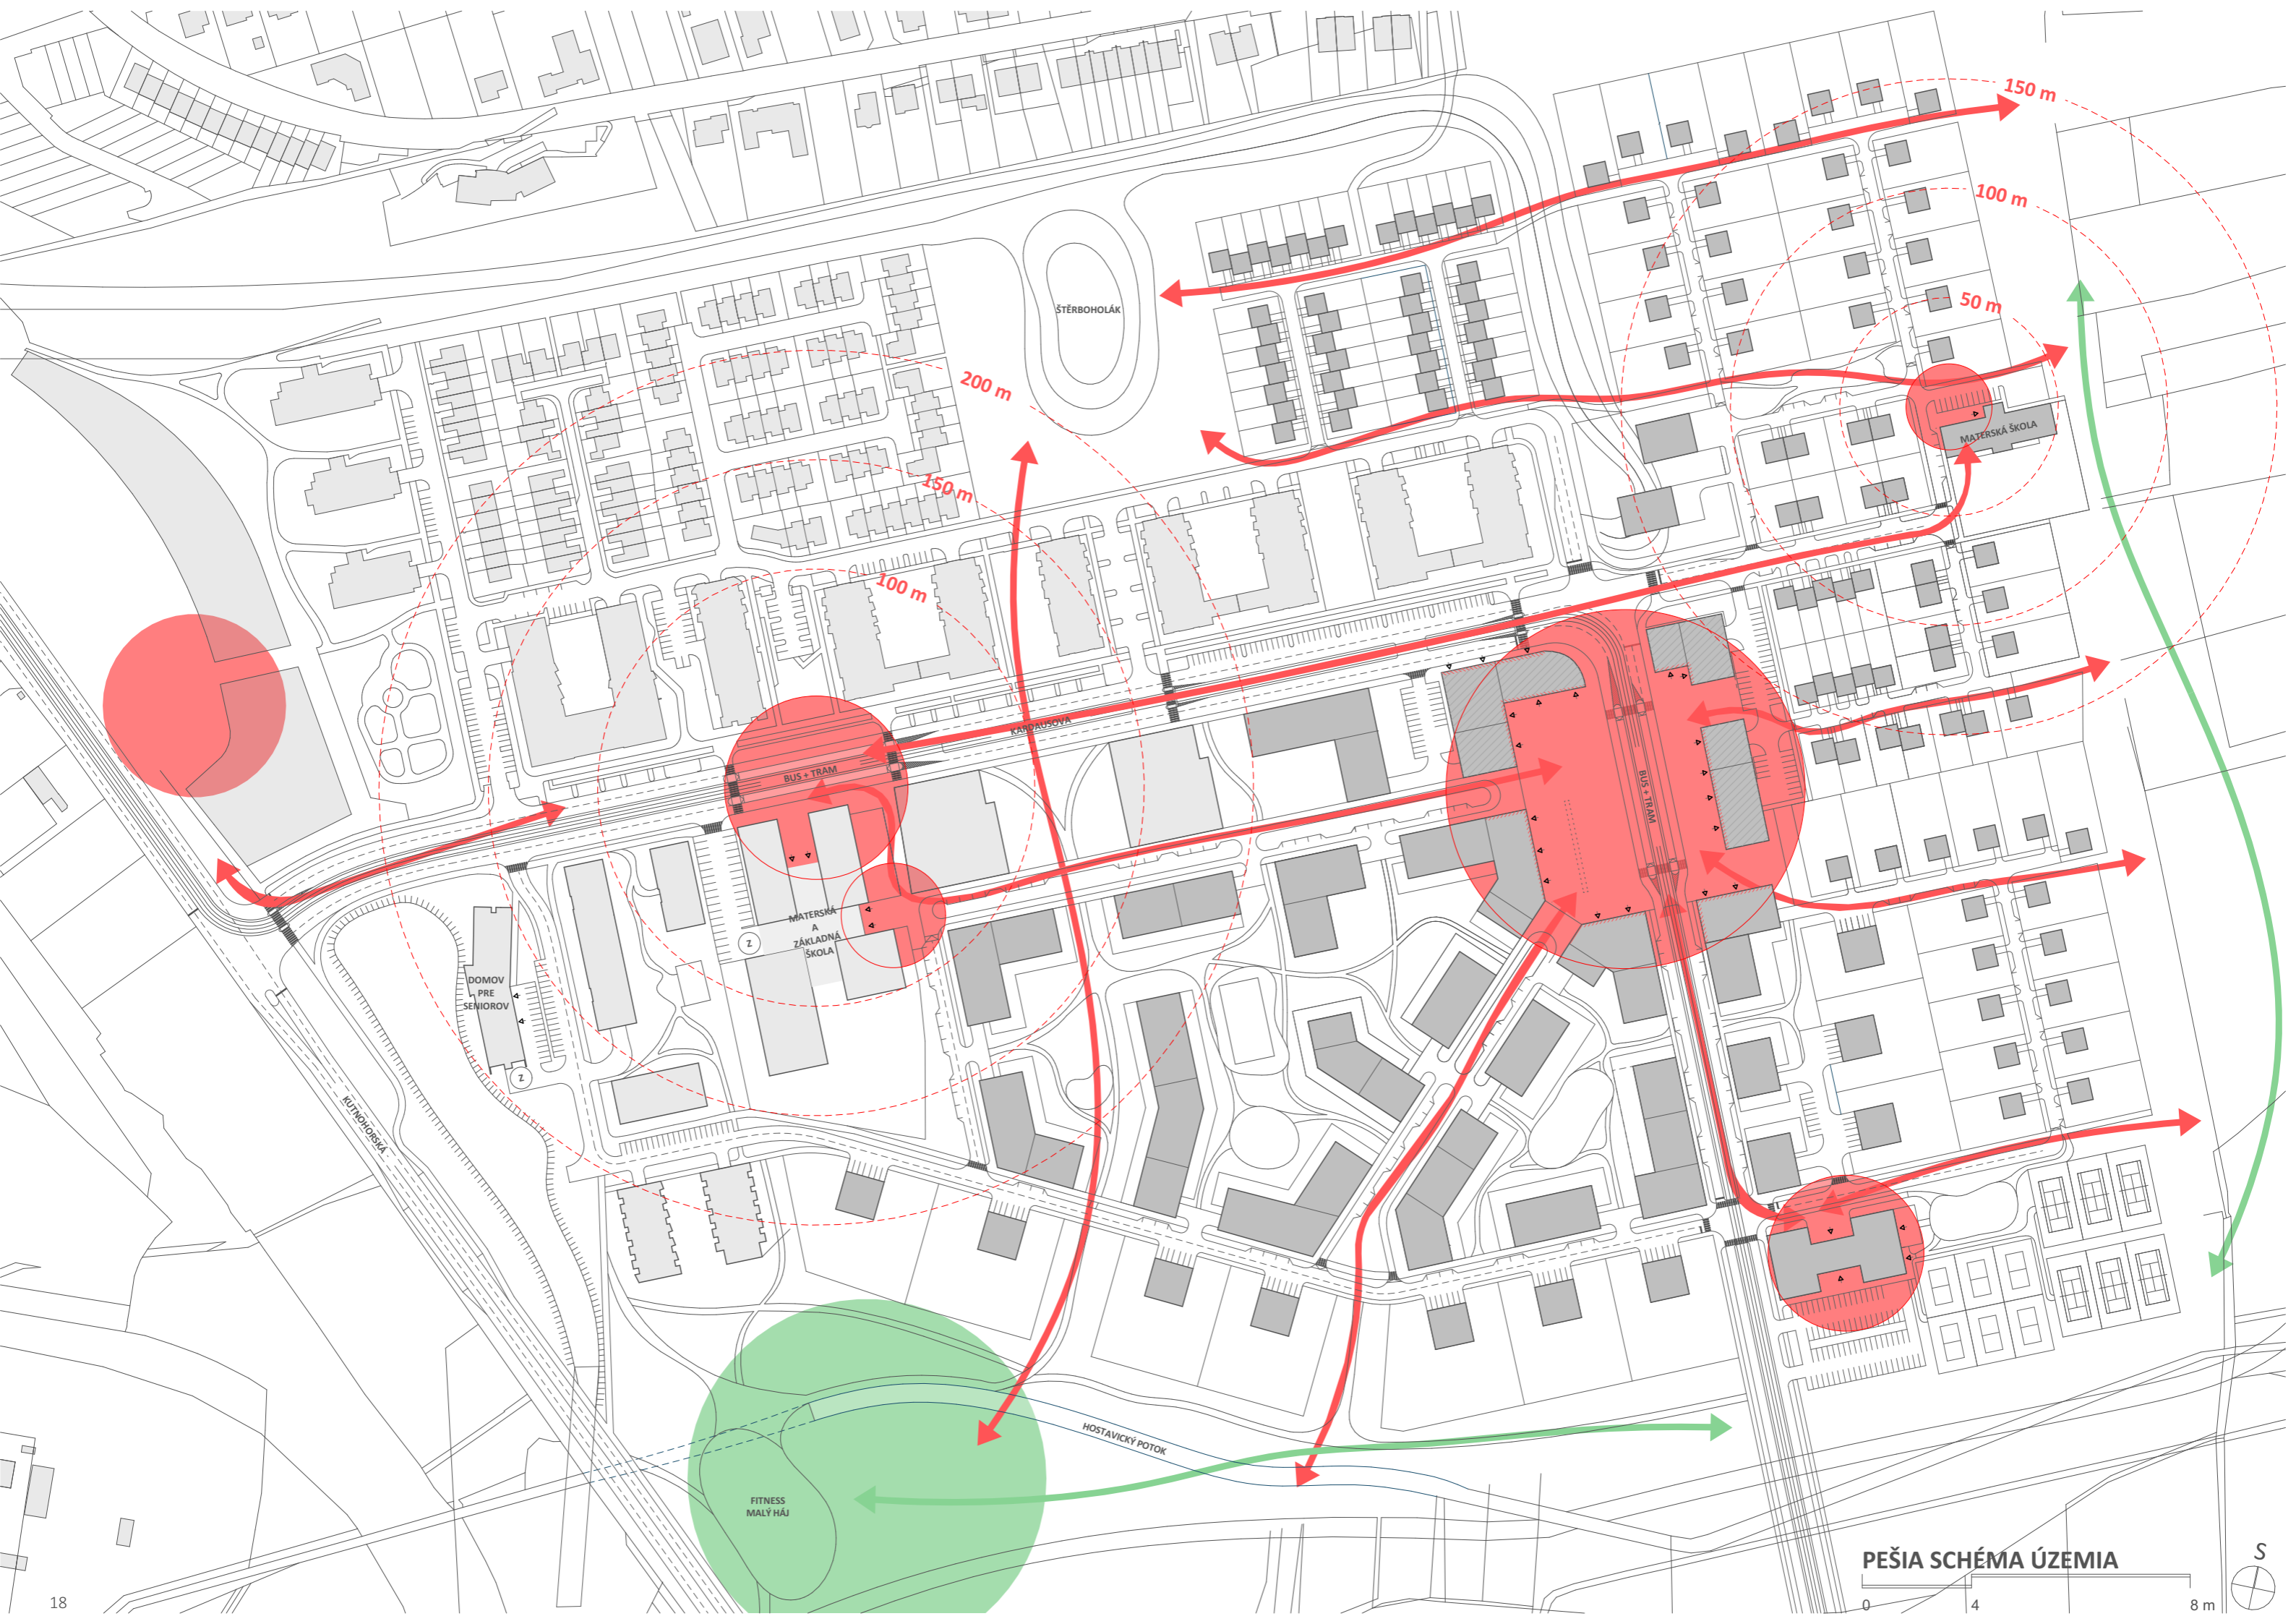 150 m
100 m
50 m
ŠTĚRBOHOLÁK
200 m
150 m
100 m
MATERSKÁ ŠKOLA
KARDAUSOVA
BUS + TRAM
BUS + TRAM
MATERSKÁ
A
ZÁKLADNÁ
ŠKOLA
Z
DOMOV
PRE
SENIOROV
Z
KUTNOHORSKÁ
HOSTAVICKÝ POTOK
FITNESS
MALÝ HÁJ
PEŠIA SCHÉMA ÚZEMIA
S
0 4 8 m
18